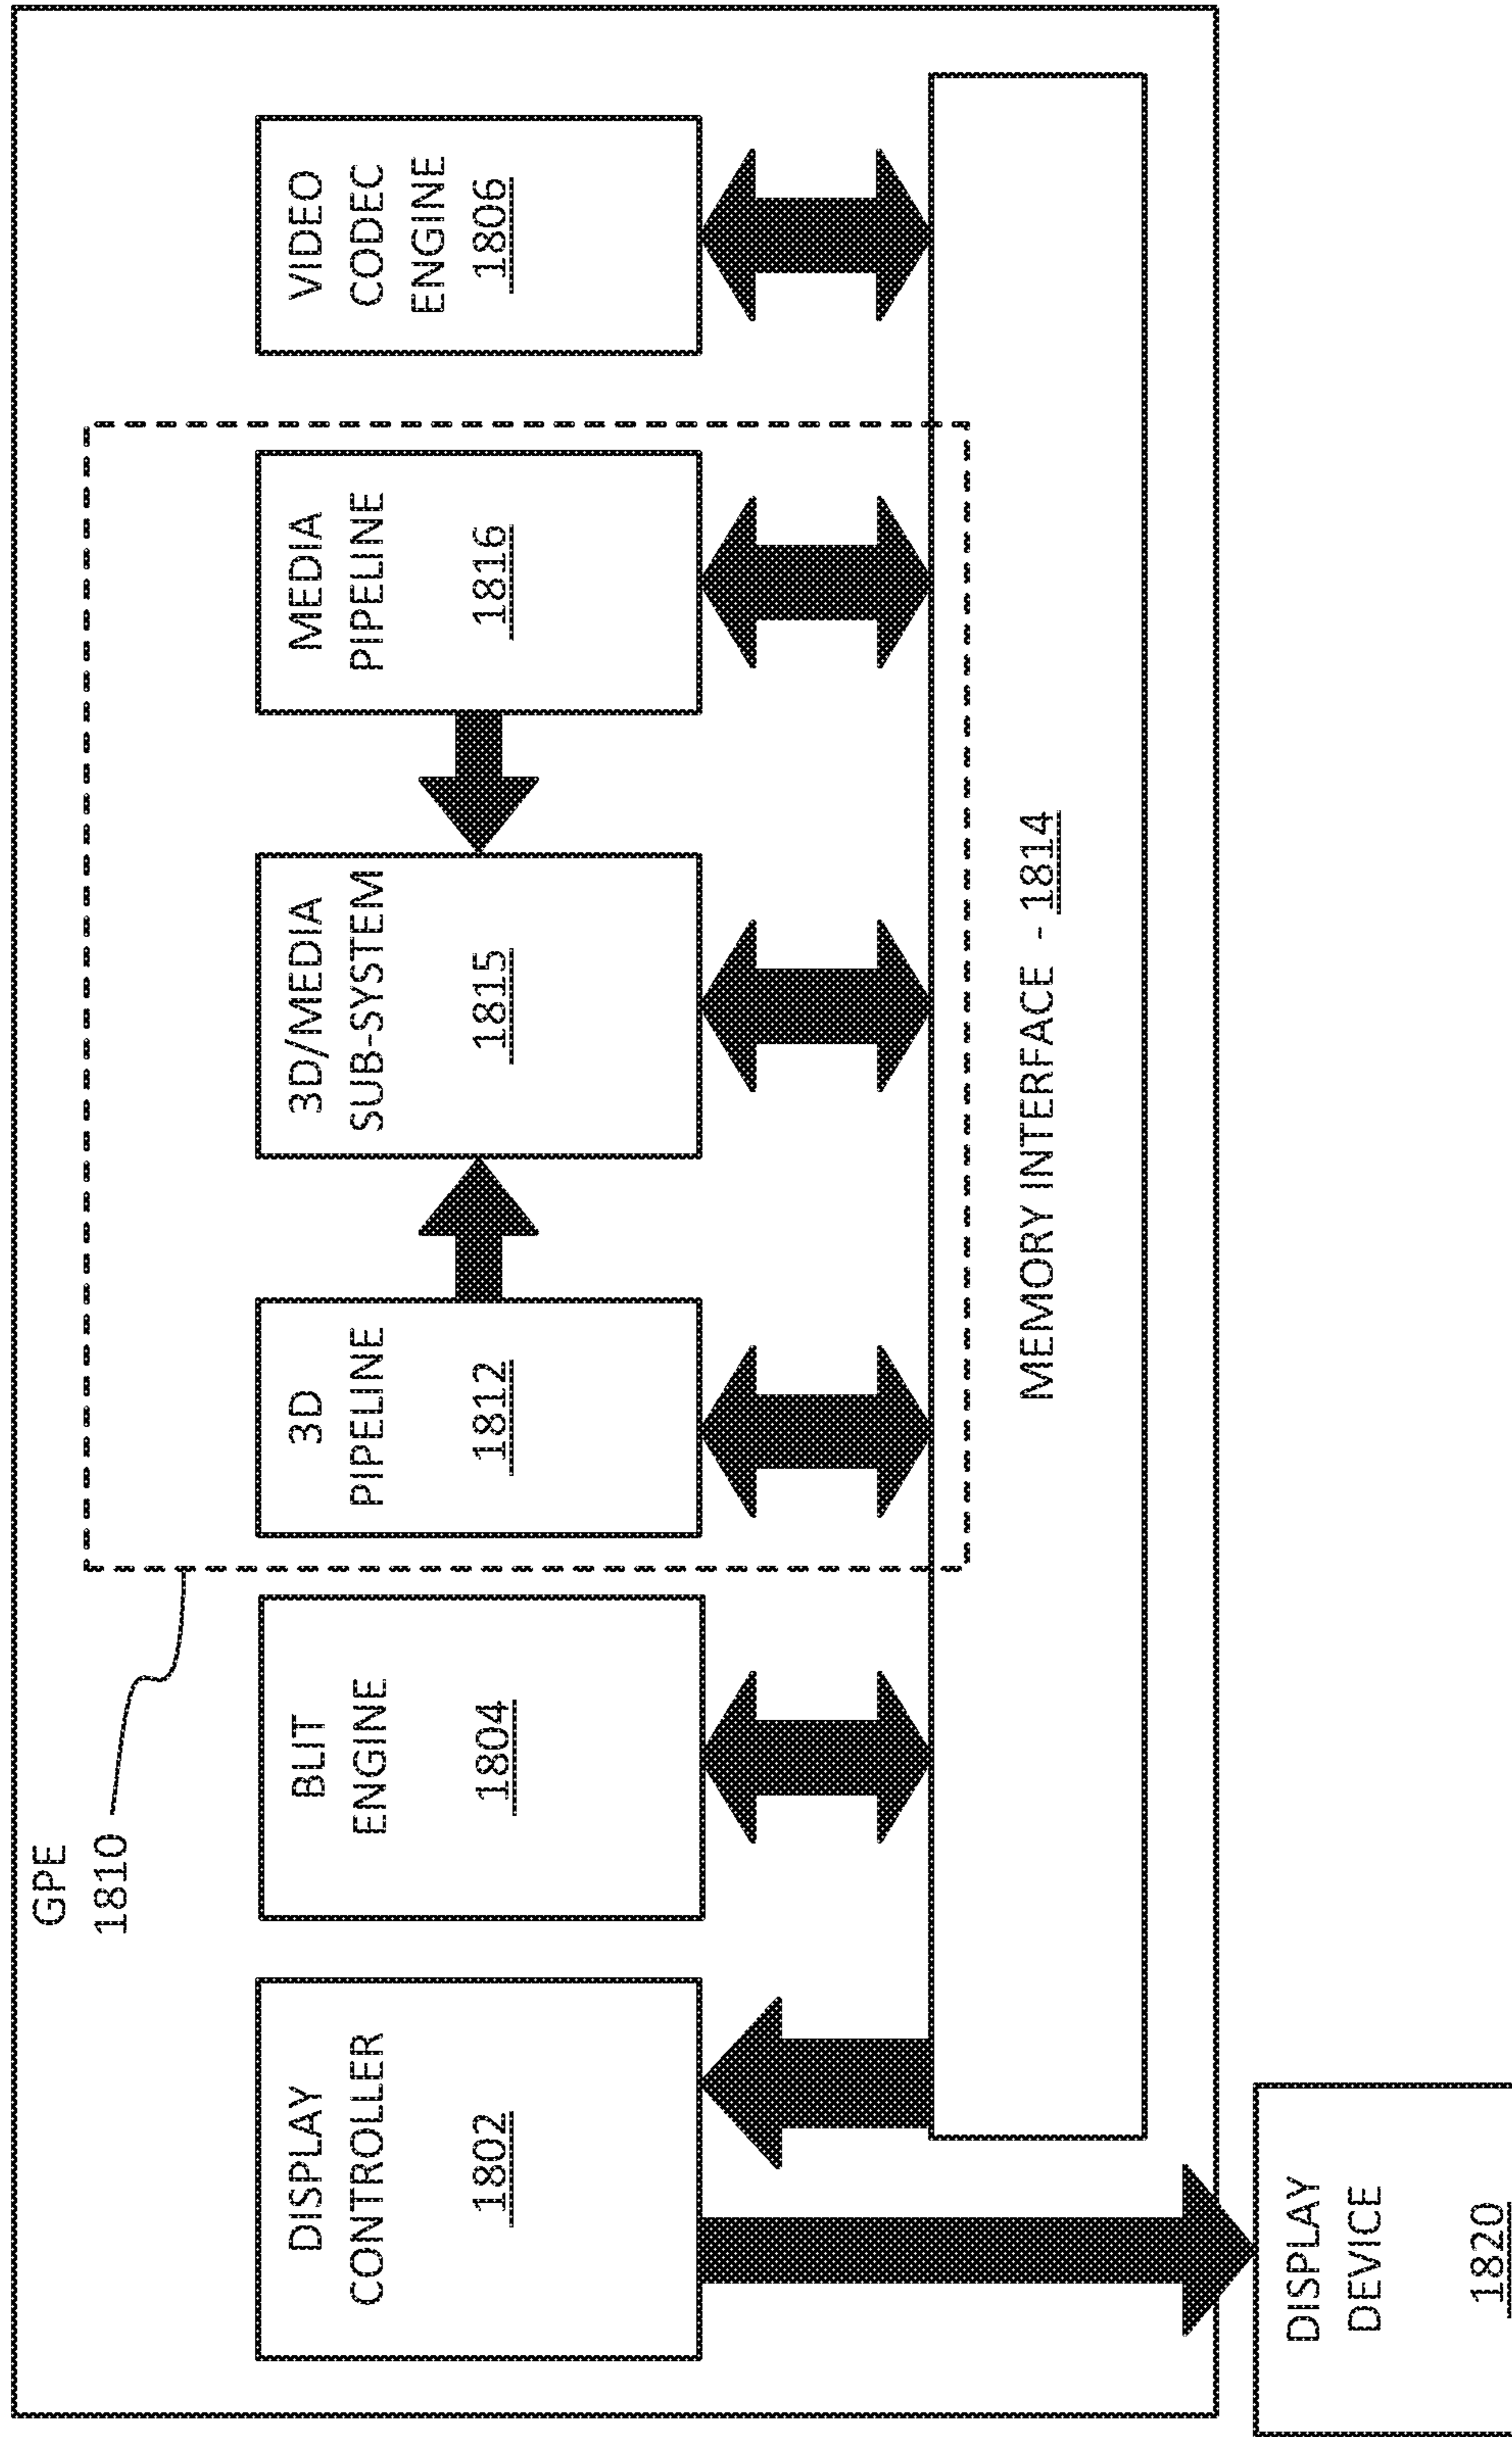 GPE
1810
DISPLAY
CONTROLLER
1802
BLIT
ENGINE
1804
3D
PIPELINE
1812
3D/MEDIA
SUB-SYSTEM
1815
MEDIA
PIPELINE
1816
VIDEO
CODEC
ENGINE
1806
MEMORY INTERFACE - 1814
DISPLAY
DEVICE
1820